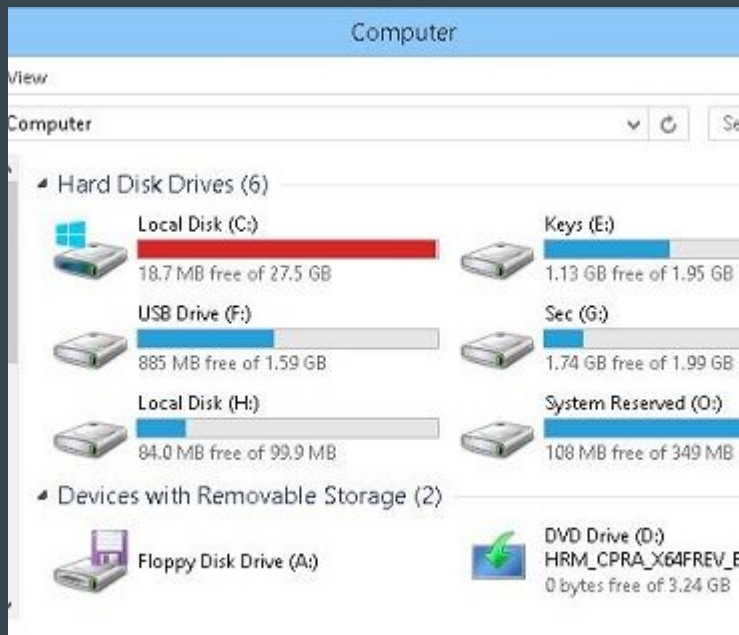 Computer
View
Computer
Se
Hard Disk Drives (6)
Local Disk (C:)
18.7 MB free of 27.5 GB
Keys (E:)
1.13 GB free of 1.95 GB
USB Drive (F:)
885 MB free of 1.59 GB
Sec (G:)
1.74 GB free of 1.99 GB
Local Disk (H:)
84.0 MB free of 99.9 MB
System Reserved (O:)
108 MB free of 349 MB
Devices with Removable Storage (2)
Floppy Disk Drive (A:)
DVD Drive (D:)
HRM_CPRA_X64FREV_E
0 bytes free of 3.24 GB